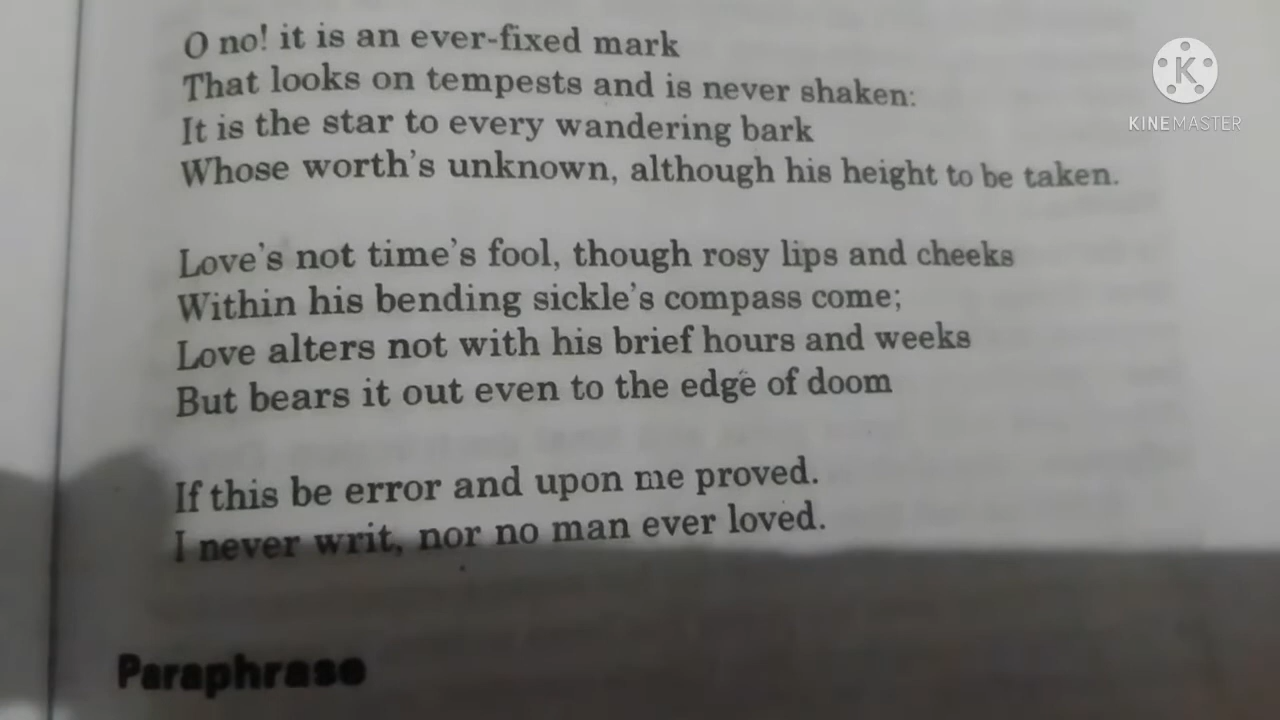 O no! it is an ever-fixed mark
That looks on tempests and is never shaken:
It is the star to every wandering bark
Whose worth's unknown, although his height to be taken.
Love's not time's fool, though rosy lips and cheeks
Within his bending sickle's compass come;
Love alters not with his brief hours and weeks
But bears it out even to the edge of doom
If this be error and upon me proved.
I never writ, nor no man ever loved.
Paraphrase
K
KINEMASTER